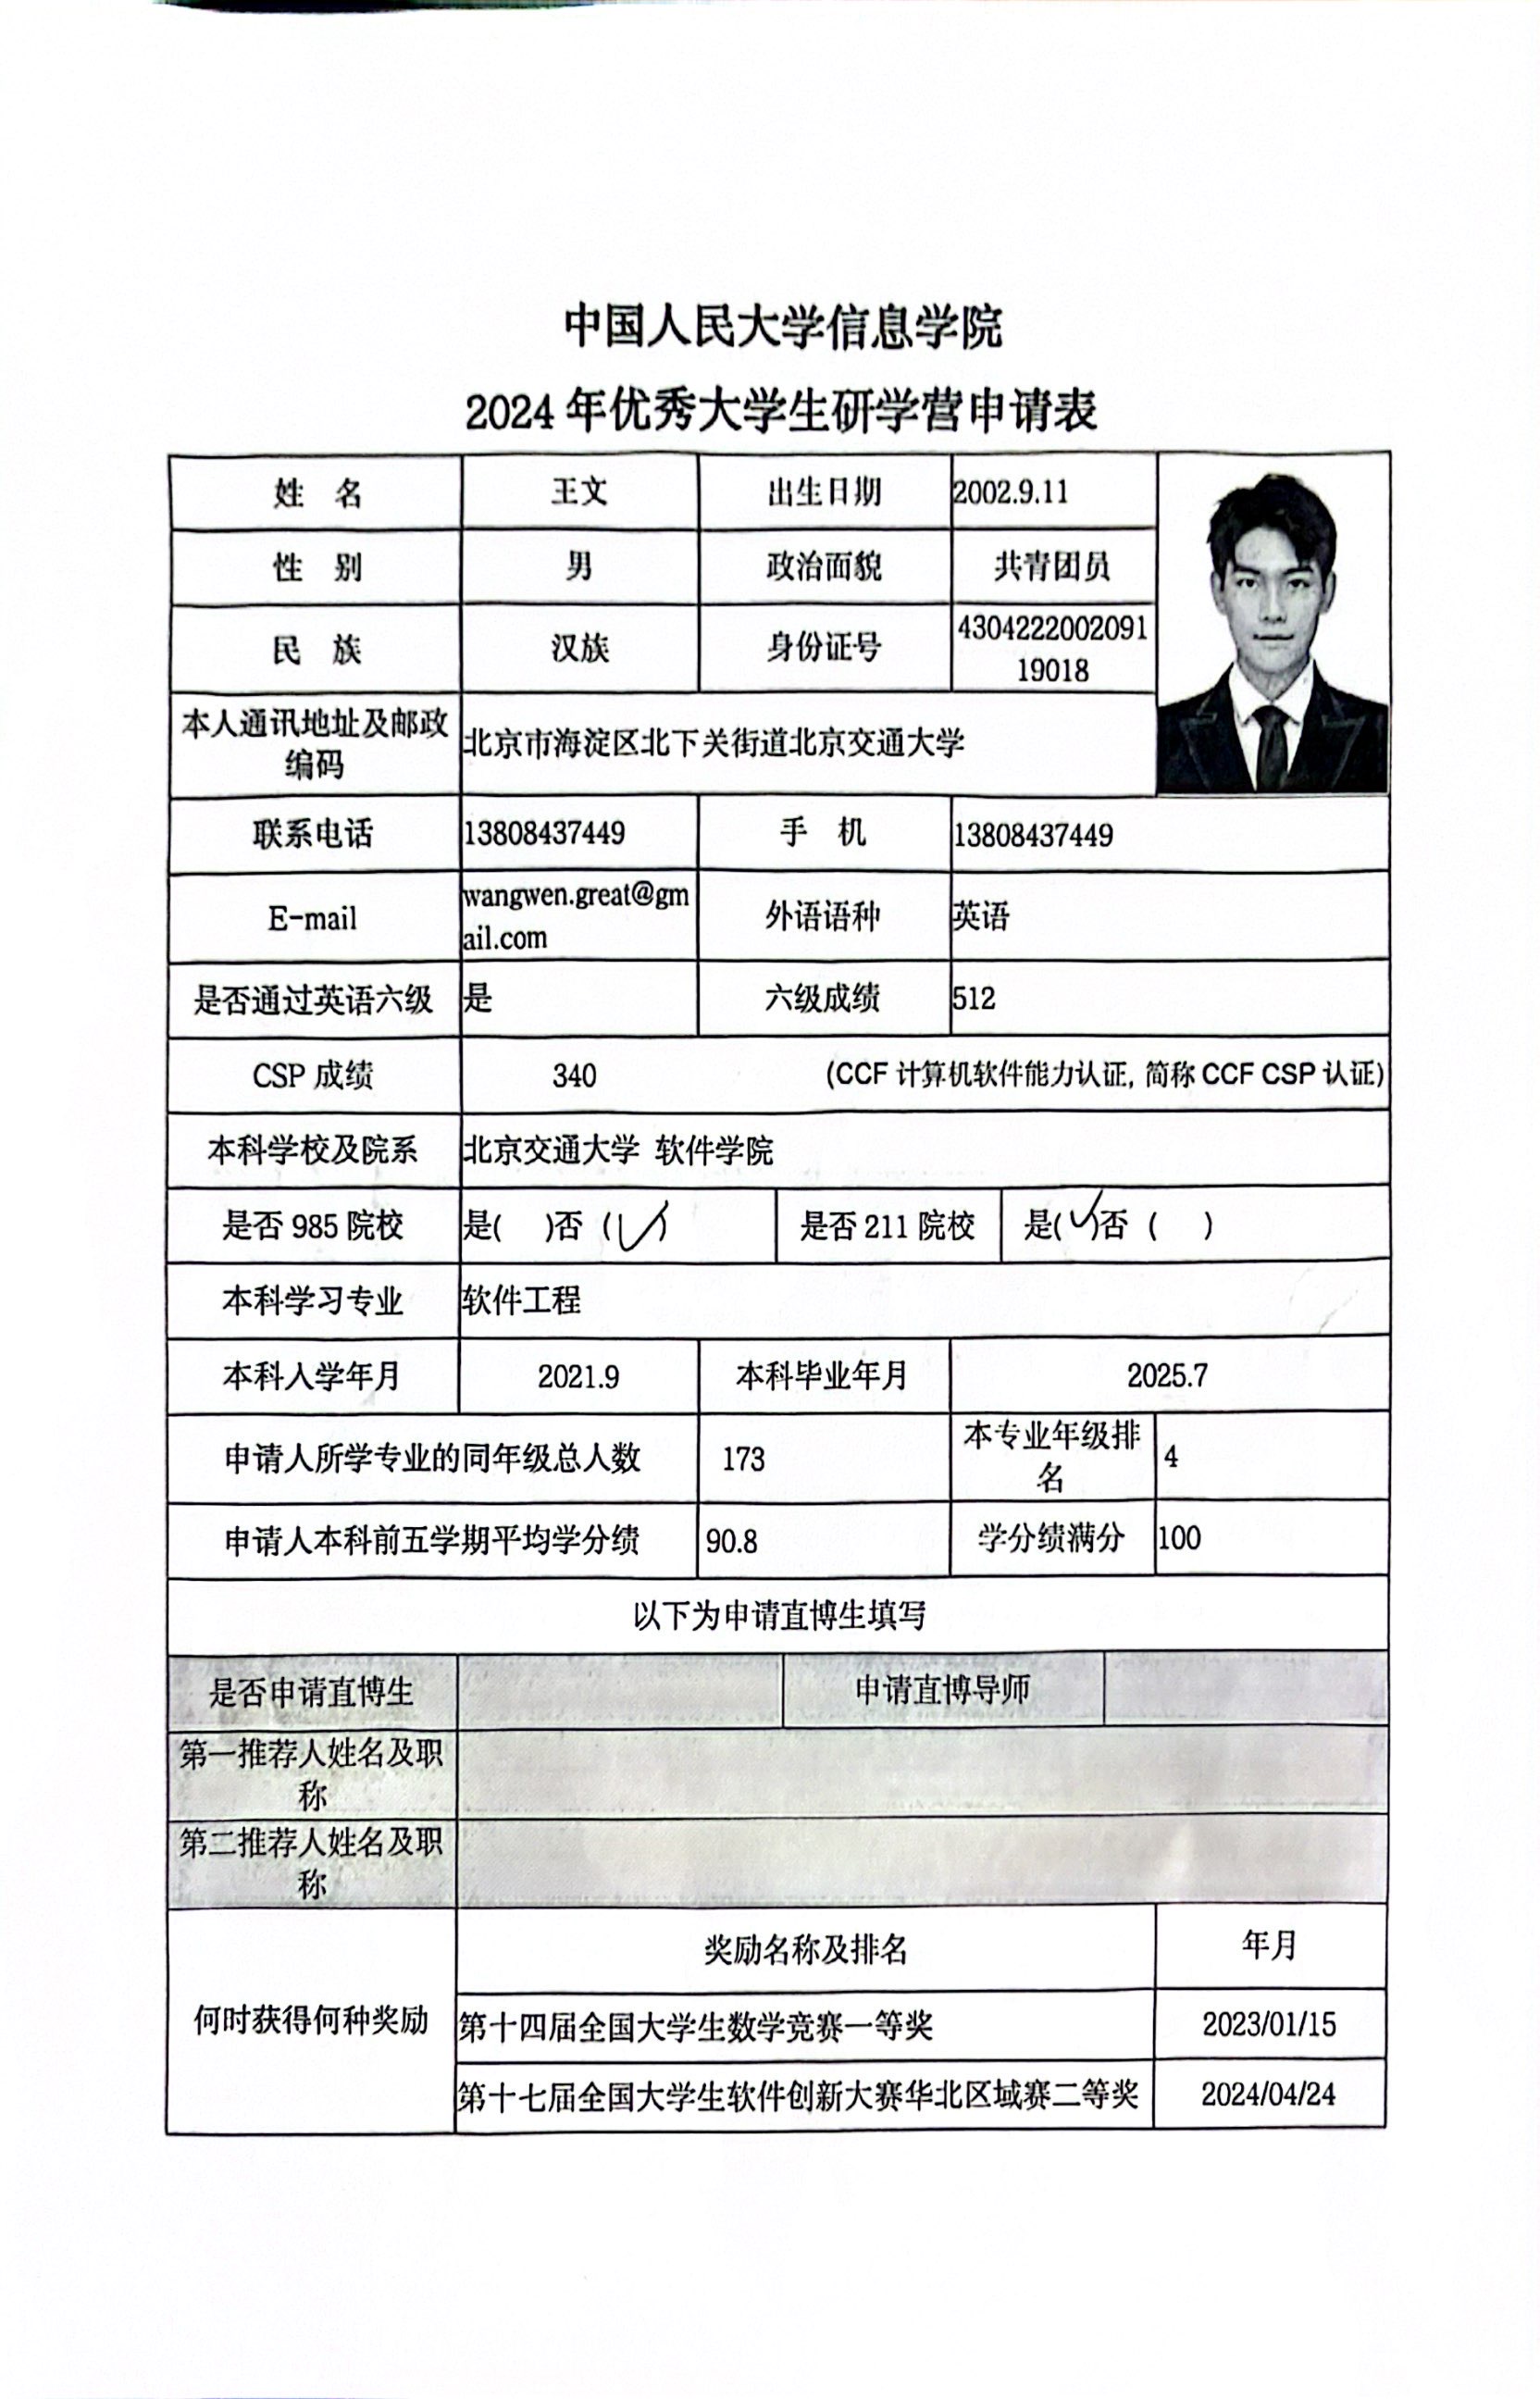 中国人民大学信息学院
2024 年优秀大学生研学营申请表
姓 名 王文 出生日期 2002.9.11
性 别 男 政治面貌 共青团员
民 族 汉族 身份证号 4304222002091
19018
本人通讯地址及邮政
编码 北京市海淀区北下关街道北京交通大学
联系电话 13808437449 手 机 13808437449
E-mail wangwen.great@gm
ail.com 外语语种 英语
是否通过英语六级 是 六级成绩 512
CSP 成绩 340 (CCF 计算机软件能力认证, 简称 CCF CSP 认证)
本科学校及院系 北京交通大学 软件学院
是否 985 院校 是( )否 (✓) 是否 211 院校 是(✓)否 ( )
本科学习专业 软件工程
本科入学年月 2021.9 本科毕业年月 2025.7
申请人所学专业的同年级总人数 173 本专业年级排
名 4
申请人本科前五学期平均学分绩 90.8 学分绩满分 100
以下为申请直博生填写
是否申请直博生 申请直博导师
第一推荐人姓名及职
称
第二推荐人姓名及职
称
何时获得何种奖励 奖励名称及排名 年月
第十四届全国大学生数学竞赛一等奖 2023/01/15
第十七届全国大学生软件创新大赛华北区域赛二等奖 2024/04/24